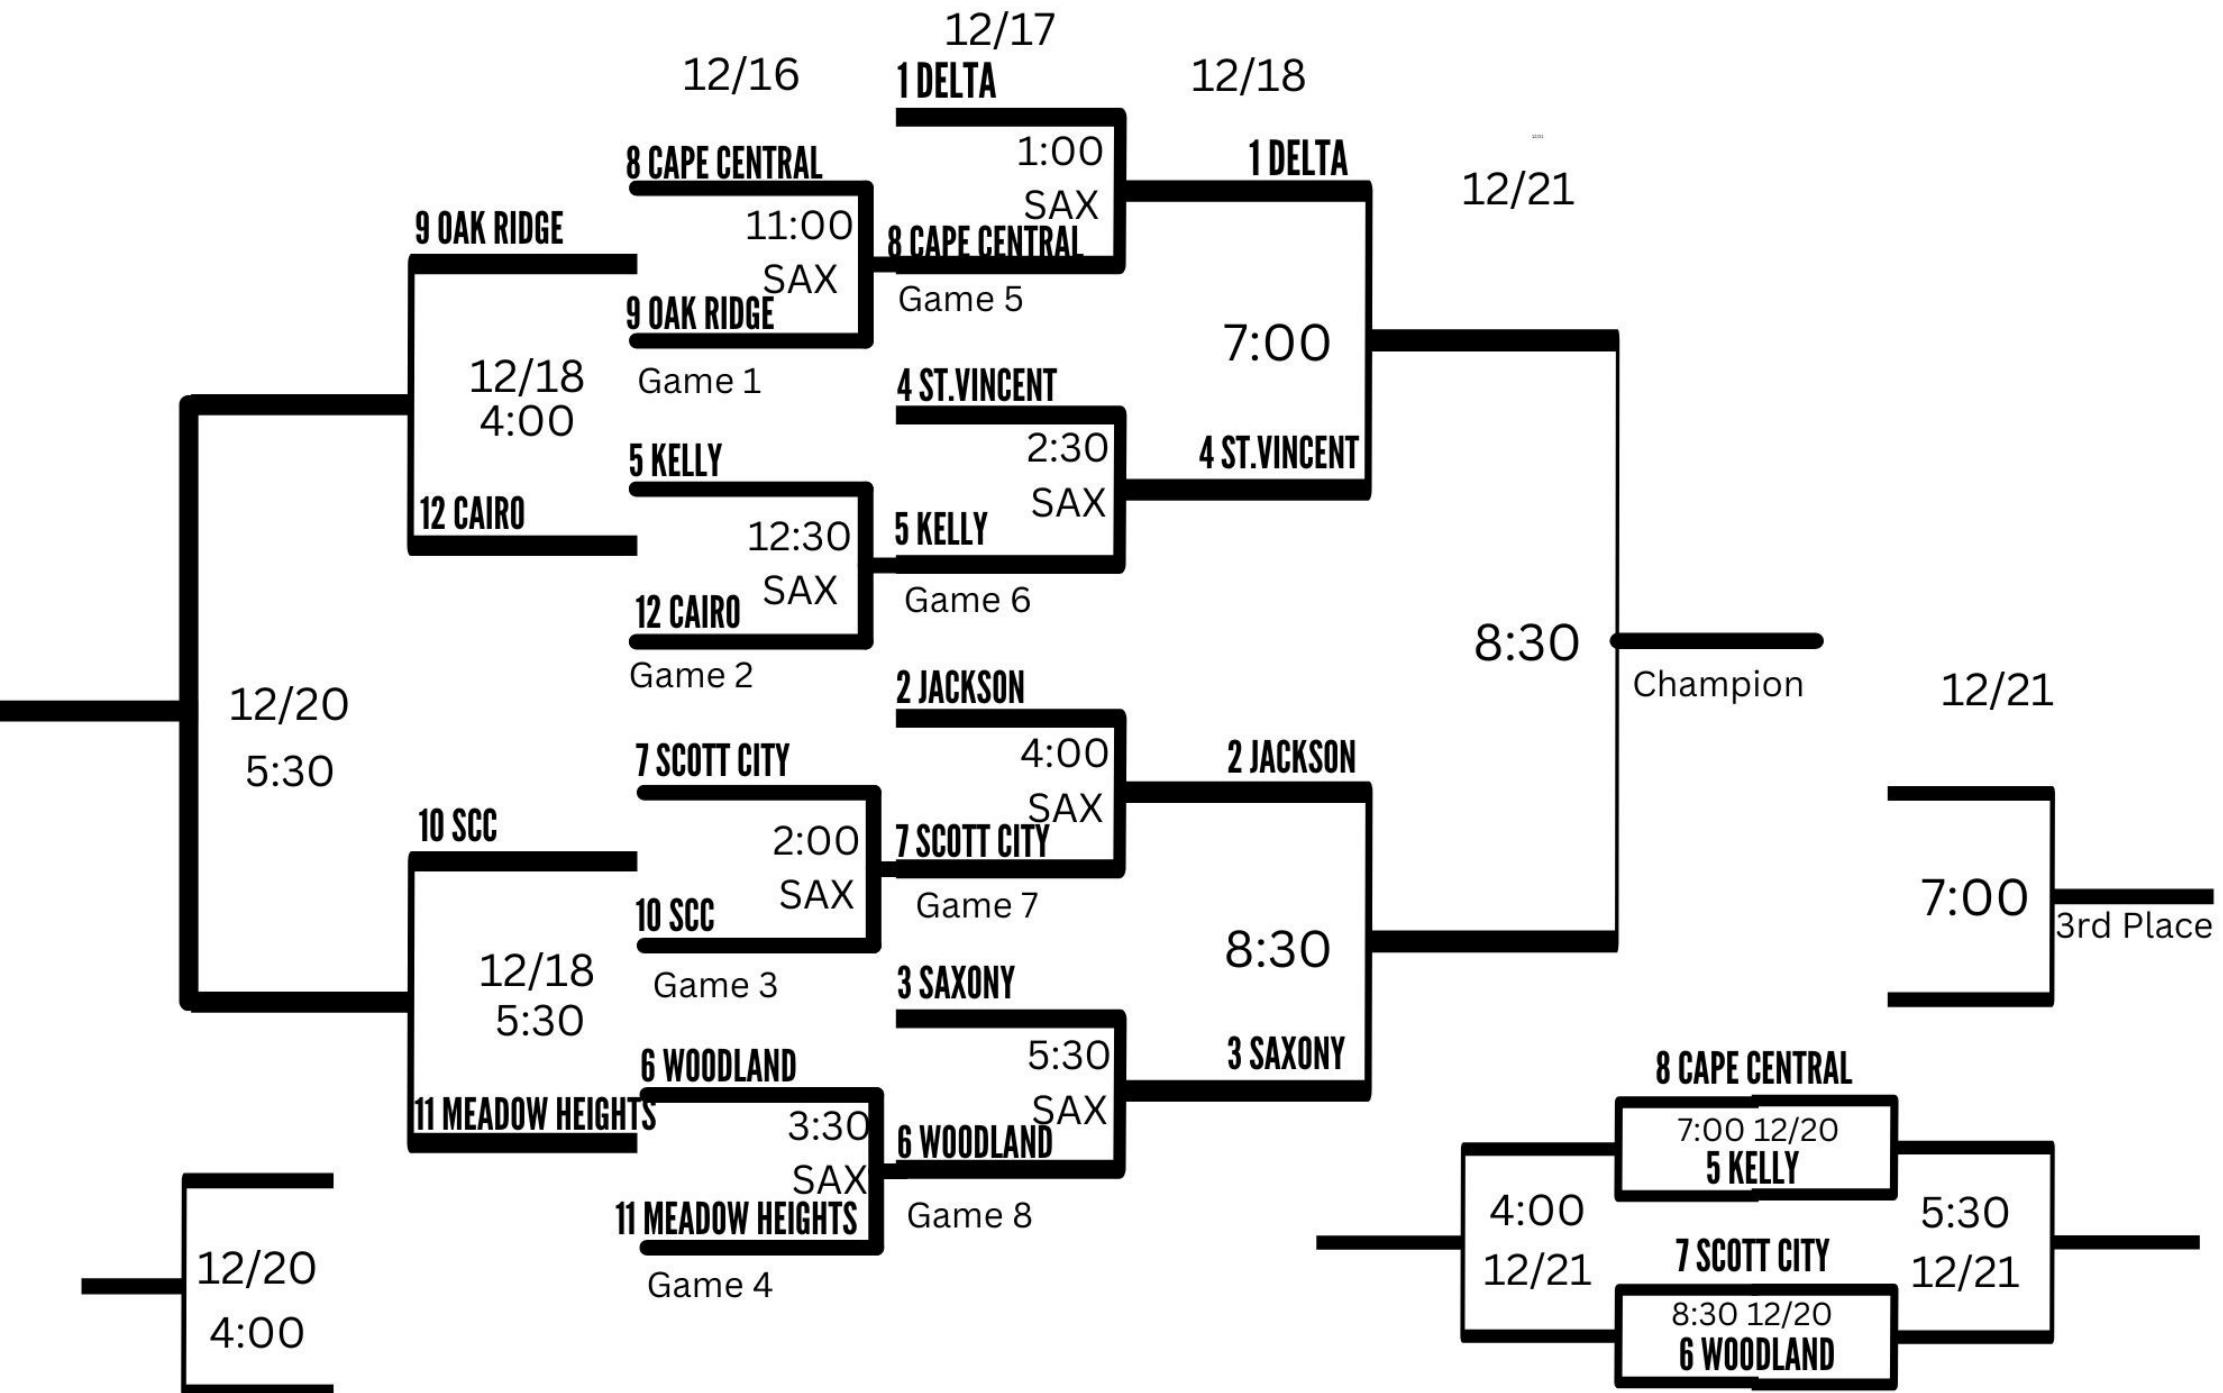 12/17
12/16
1 DELTA
12/18
1:00
SAX
8 CAPE CENTRAL
Game 5
1 DELTA
12/21
8 CAPE CENTRAL
11:00
SAX
9 OAK RIDGE
Game 1
9 OAK RIDGE
12/18
4:00
12 CAIRO
7:00
4 ST.VINCENT
2:30
SAX
5 KELLY
Game 6
4 ST.VINCENT
5 KELLY
12:30
SAX
12 CAIRO
Game 2
12/20
5:30
8:30
Champion
2 JACKSON
4:00
SAX
7 SCOTT CITY
Game 7
2 JACKSON
7 SCOTT CITY
2:00
SAX
10 SCC
Game 3
10 SCC
12/18
5:30
11 MEADOW HEIGHTS
8:30
3 SAXONY
5:30
SAX
6 WOODLAND
Game 8
3 SAXONY
6 WOODLAND
3:30
SAX
11 MEADOW HEIGHTS
Game 4
12/20
4:00
12/21
7:00
3rd Place
8 CAPE CENTRAL
7:00 12/20
5 KELLY
4:00
12/21
5:30
12/21
7 SCOTT CITY
8:30 12/20
6 WOODLAND